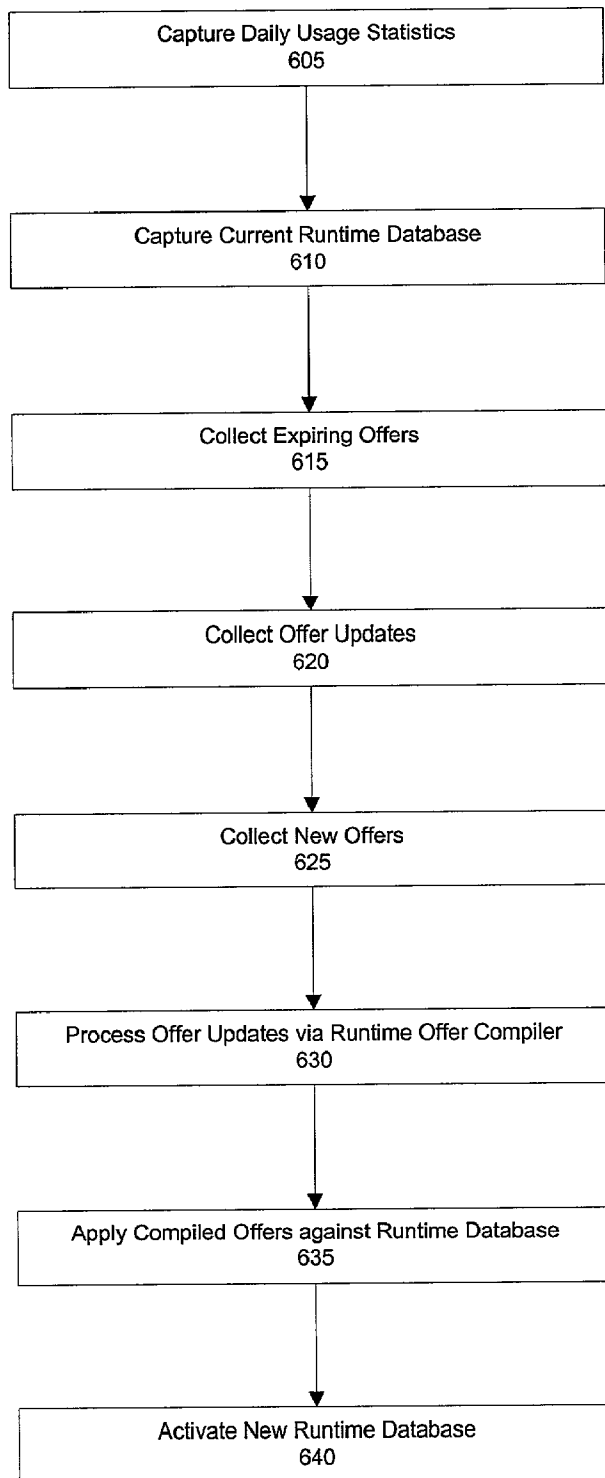 Capture Daily Usage Statistics
605
Capture Current Runtime Database
610
Collect Expiring Offers
615
Collect Offer Updates
620
Collect New Offers
625
Process Offer Updates via Runtime Offer Compiler
630
Apply Compiled Offers against Runtime Database
635
Activate New Runtime Database
640